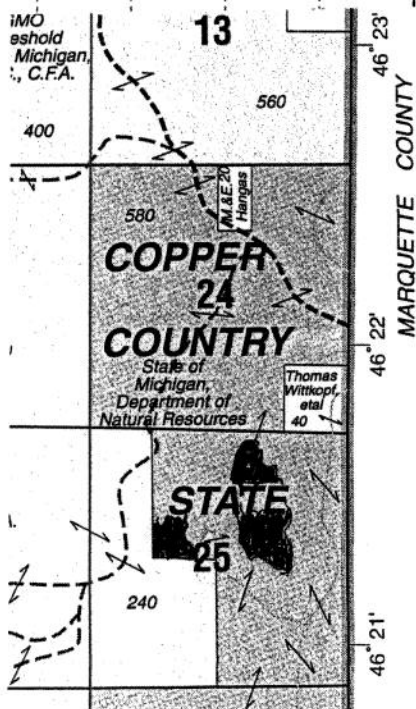 13
eshold
Michigan,
C.F.A.
400
560
46° 23'
MARQUETTE COUNTY
580
M.&E. 20
Hangas
COPPER
24
COUNTRY
State of
Michigan,
Department of
Natural Resources
Thomas
Wittkopf,
etal
40
46° 22'
STATE
25
240
46° 21'